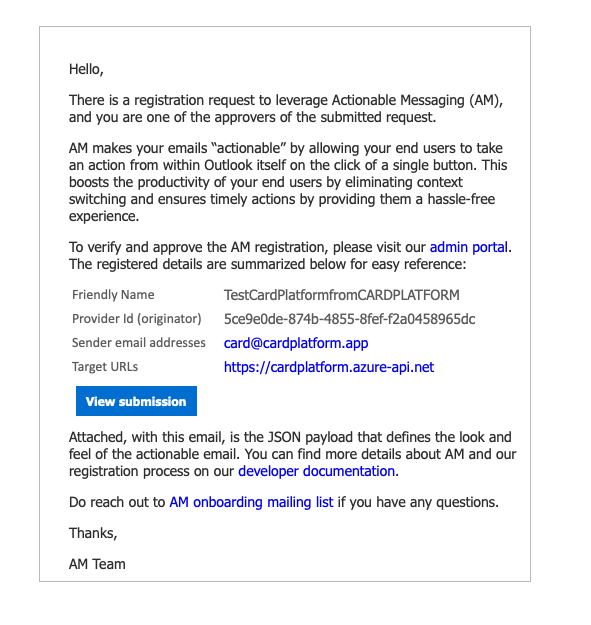 Hello,
There is a registration request to leverage Actionable Messaging (AM),
and you are one of the approvers of the submitted request.
AM makes your emails “actionable” by allowing your end users to take
an action from within Outlook itself on the click of a single button. This
boosts the productivity of your end users by eliminating context
switching and ensures timely actions by providing them a hassle-free
experience.
To verify and approve the AM registration, please visit our admin portal.
The registered details are summarized below for easy reference:
Friendly Name TestCardPlatformfromCARDPLATFORM
Provider Id (originator) 5ce9e0de-874b-4855-8fef-f2a0458965dc
Sender email addresses card@cardplatform.app
Target URLs https://cardplatform.azure-api.net
View submission
Attached, with this email, is the JSON payload that defines the look and
feel of the actionable email. You can find more details about AM and our
registration process on our developer documentation.
Do reach out to AM onboarding mailing list if you have any questions.
Thanks,
AM Team